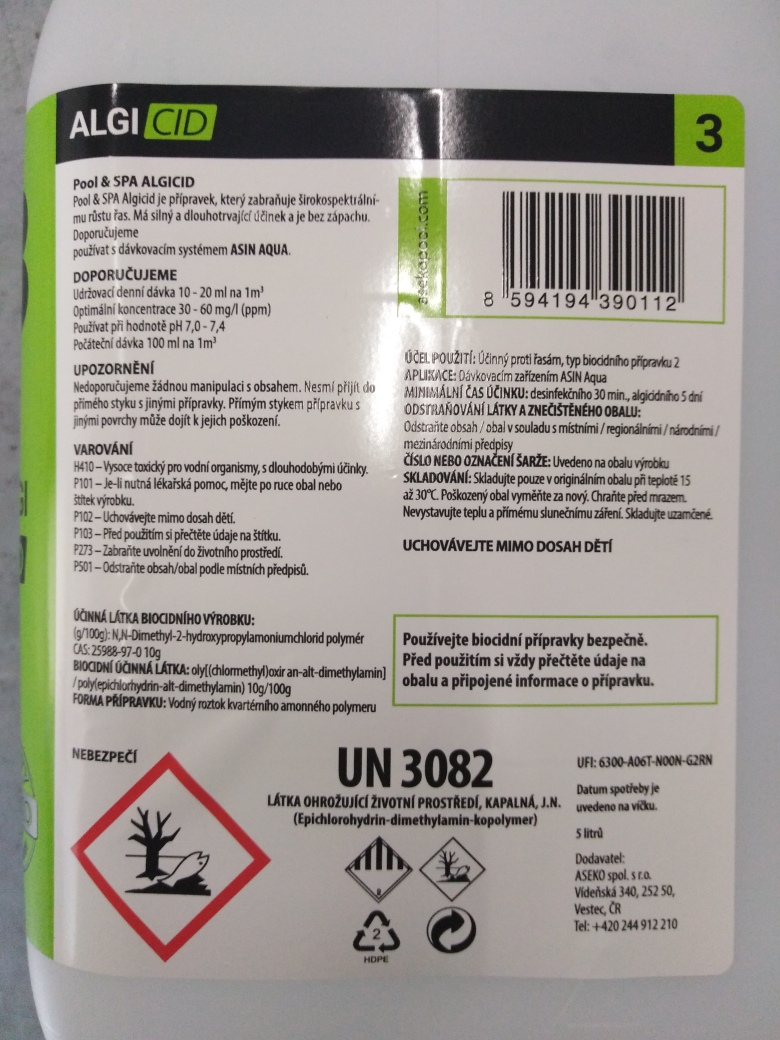 ALGICID
3
Pool & SPA ALGICID
Pool & SPA Algicid je přípravek, který zabraňuje širokospektrální-
mu růstu řas. Má silný a dlouhotrvající účinek a je bez zápachu.
Doporučujeme
používat s dávkovacím systémem ASIN AQUA.
DOPORUČUJEME
Udržovací denní dávka 10 - 20 ml na 1m³
Optimální koncentrace 30 - 60 mg/l (ppm)
Používat při hodnotě pH 7,0 - 7,4
Počáteční dávka 100 ml na 1m³
UPOZORNĚNÍ
Nedoporučujeme žádnou manipulaci s obsahem. Nesmí přijít do
přímého styku s jinými přípravky. Přímým stykem přípravku s
jinými povrchy může dojít k jejich poškození.
VAROVÁNÍ
H410 – Vysoce toxický pro vodní organismy, s dlouhodobými účinky.
P101 – Je-li nutná lékařská pomoc, mějte po ruce obal nebo
štítek výrobku.
P102 – Uchovávejte mimo dosah dětí.
P103 – Před použitím si přečtěte údaje na štítku.
P273 – Zabraňte uvolnění do životního prostředí.
P501 – Odstraňte obsah/obal podle místních předpisů.
ÚČINNÁ LÁTKA BIOCIDNÍHO VÝROBKU:
(g/100g): N,N-Dimethyl-2-hydroxypropylamoniumchlorid polymér
CAS: 25988-97-0 10g
BIOCIDNÍ ÚČINNÁ LÁTKA: oly[(chlormethyl)oxir an-alt-dimethylamin]
/ poly(epichlorhydrin-alt-dimethylamin) 10g/100g
FORMA PŘÍPRAVKU: Vodný roztok kvartérního amonného polymeru
asekopool.com
8 594194 390112
ÚČEL POUŽITÍ: Účinný proti řasám, typ biocidního přípravku 2
APLIKACE: Dávkovacím zařízením ASIN Aqua
MINIMÁLNÍ ČAS ÚČINKU: desinfekčního 30 min., algicidního 5 dní
ODSTRAŇOVÁNÍ LÁTKY A ZNEČIŠTĚNÉHO OBALU:
Odstraňte obsah / obal v souladu s místními / regionálními / národními /
mezinárodními předpisy
ČÍSLO NEBO OZNAČENÍ ŠARŽE: Uvedeno na obalu výrobku
SKLADOVÁNÍ: Skladujte pouze v originálním obalu při teplotě 15
až 30°C. Poškozený obal vyměňte za nový. Chraňte před mrazem.
Nevystavujte teplu a přímému slunečnímu záření. Skladujte uzamčené.
UCHOVÁVEJTE MIMO DOSAH DĚTÍ
Používejte biocidní přípravky bezpečně.
Před použitím si vždy přečtěte údaje na
obalu a připojené informace o přípravku.
NEBEZPEČÍ
UN 3082
LÁTKA OHROŽUJÍCÍ ŽIVOTNÍ PROSTŘEDÍ, KAPALNÁ, J.N.
(Epichlorohydrin-dimethylamin-kopolymer)
9
2
HDPE
UFI: 6300-A06T-N00N-G2RN
Datum spotřeby je
uvedeno na víčku.
5 litrů
Dodavatel:
ASEKO spol. s r.o.
Vídeňská 340, 252 50,
Vestec, ČR
Tel: +420 244 912 210